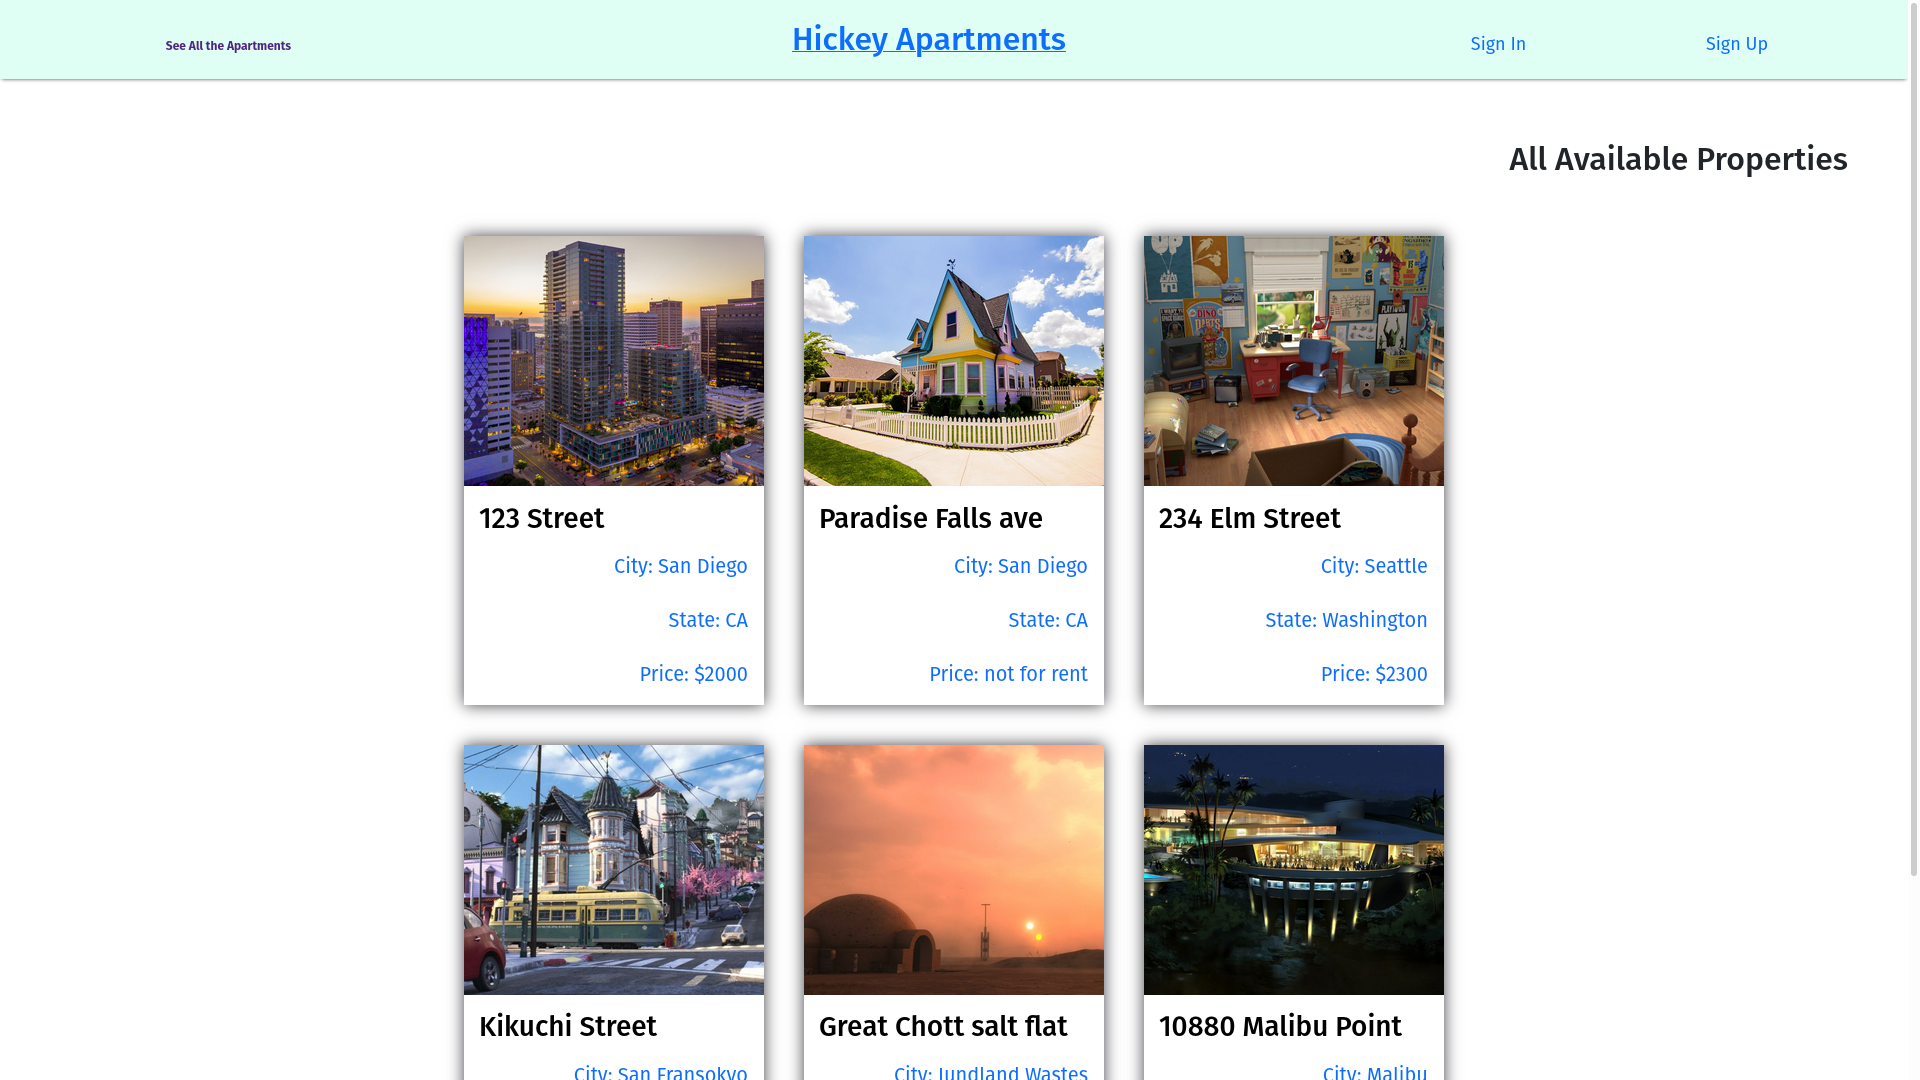 See All the Apartments
Hickey Apartments
Sign In
Sign Up
All Available Properties
123 Street
City: San Diego
State: CA
Price: $2000
Paradise Falls ave
City: San Diego
State: CA
Price: not for rent
234 Elm Street
City: Seattle
State: Washington
Price: $2300
Kikuchi Street
City: San Fransokyo
Great Chott salt flat
City: Jundland Wastes
10880 Malibu Point
City: Malibu